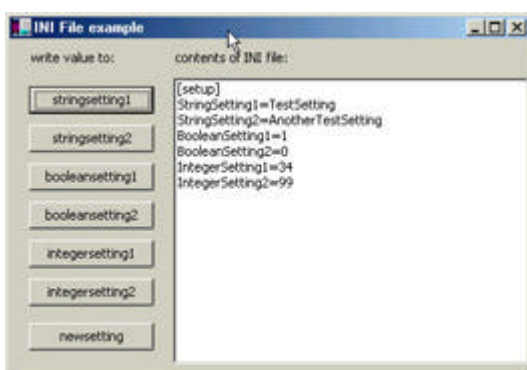 INI File example
write value to:
contents of INI file:
stringsetting1
stringsetting2
booleansetting1
booleansetting2
integersetting1
integersetting2
newsetting
[setup]
StringSetting1=TestSetting
StringSetting2=AnotherTestSetting
BooleanSetting1=1
BooleanSetting2=0
IntegerSetting1=34
IntegerSetting2=99